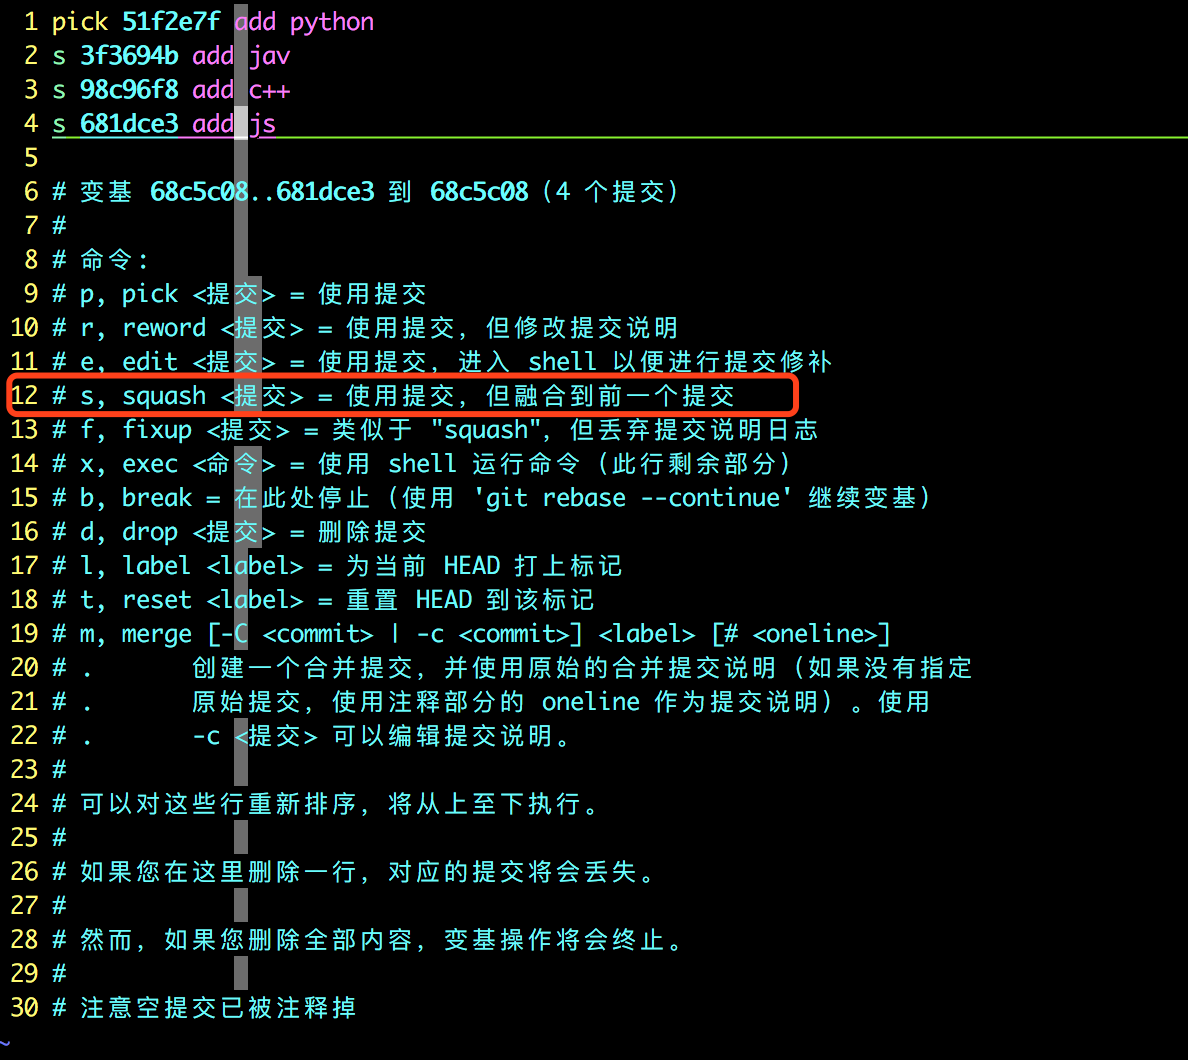 1 pick 51f2e7f add python
2 s 3f3694b add jav
3 s 98c96f8 add c++
4 s 681dce3 add js
5
6 # 变基 68c5c08..681dce3 到 68c5c08（4 个提交）
7 #
8 # 命令:
9 # p, pick <提交> = 使用提交
10 # r, reword <提交> = 使用提交，但修改提交说明
11 # e, edit <提交> = 使用提交，进入 shell 以便进行提交修补
12 # s, squash <提交> = 使用提交，但融合到前一个提交
13 # f, fixup <提交> = 类似于 "squash"，但丢弃提交说明日志
14 # x, exec <命令> = 使用 shell 运行命令（此行剩余部分）
15 # b, break = 在此处停止（使用 'git rebase --continue' 继续变基）
16 # d, drop <提交> = 删除提交
17 # l, label <label> = 为当前 HEAD 打上标记
18 # t, reset <label> = 重置 HEAD 到该标记
19 # m, merge [-C <commit> | -c <commit>] <label> [# <oneline>]
20 # .       创建一个合并提交，并使用原始的合并提交说明（如果没有指定
21 # .       原始提交，使用注释部分的 oneline 作为提交说明）。使用
22 # .       -c <提交> 可以编辑提交说明。
23 #
24 # 可以对这些行重新排序，将从上至下执行。
25 #
26 # 如果您在这里删除一行，对应的提交将会丢失。
27 #
28 # 然而，如果您删除全部内容，变基操作将会终止。
29 #
30 # 注意空提交已被注释掉
~